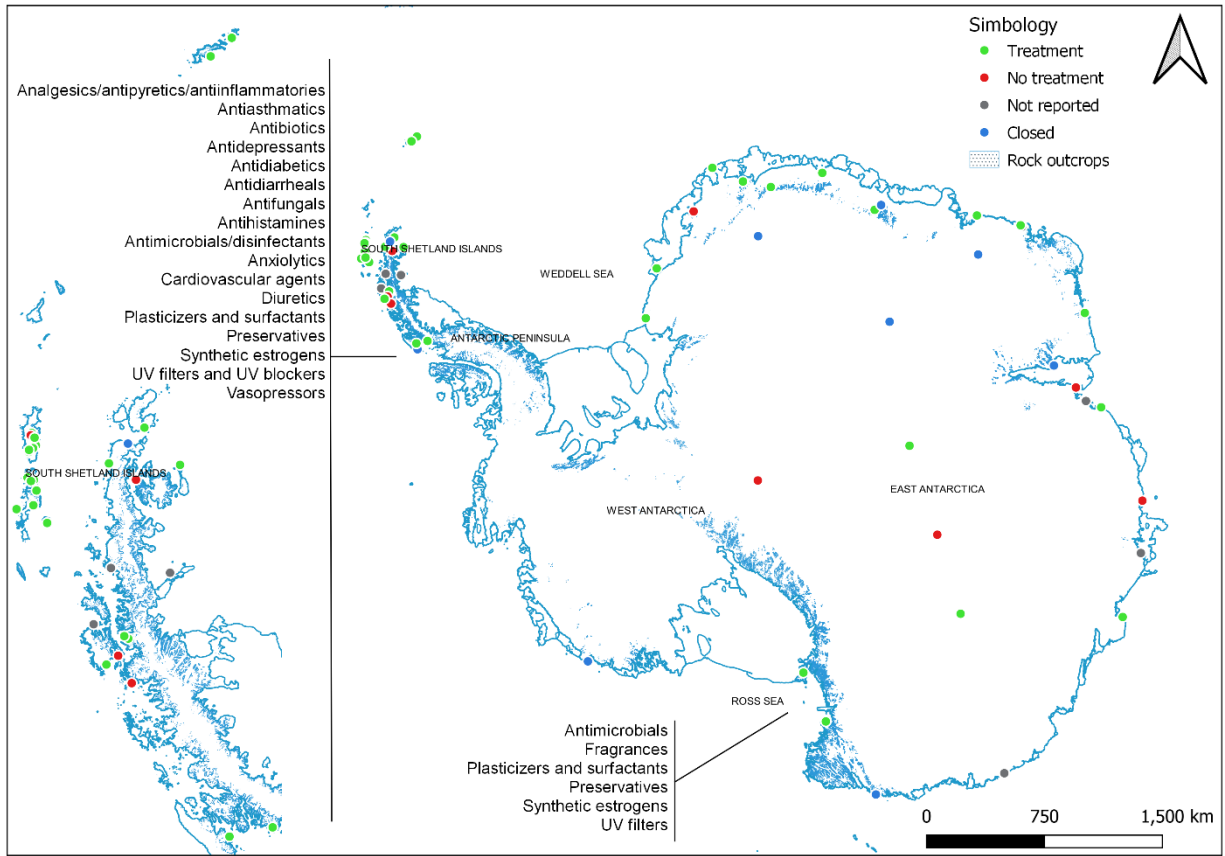 Simbology
Treatment
No treatment
Not reported
Closed
Rock outcrops
Analgesics/antipyretics/antiinflammatories
Antiasthmatics
Antibiotics
Antidepressants
Antidiabetics
Antidiarrheals
Antifungals
Antihistamines
Antimicrobials/disinfectants
Anxiolytics
Cardiovascular agents
Diuretics
Plasticizers and surfactants
Preservatives
Synthetic estrogens
UV filters and UV blockers
Vasopressors
SOUTH SHETLAND ISLANDS
WEDDELL SEA
ANTARCTIC PENINSULA
SOUTH SHETLAND ISLANDS
EAST ANTARCTICA
WEST ANTARCTICA
ROSS SEA
Antimicrobials
Fragrances
Plasticizers and surfactants
Preservatives
Synthetic estrogens
UV filters
0 750 1,500 km